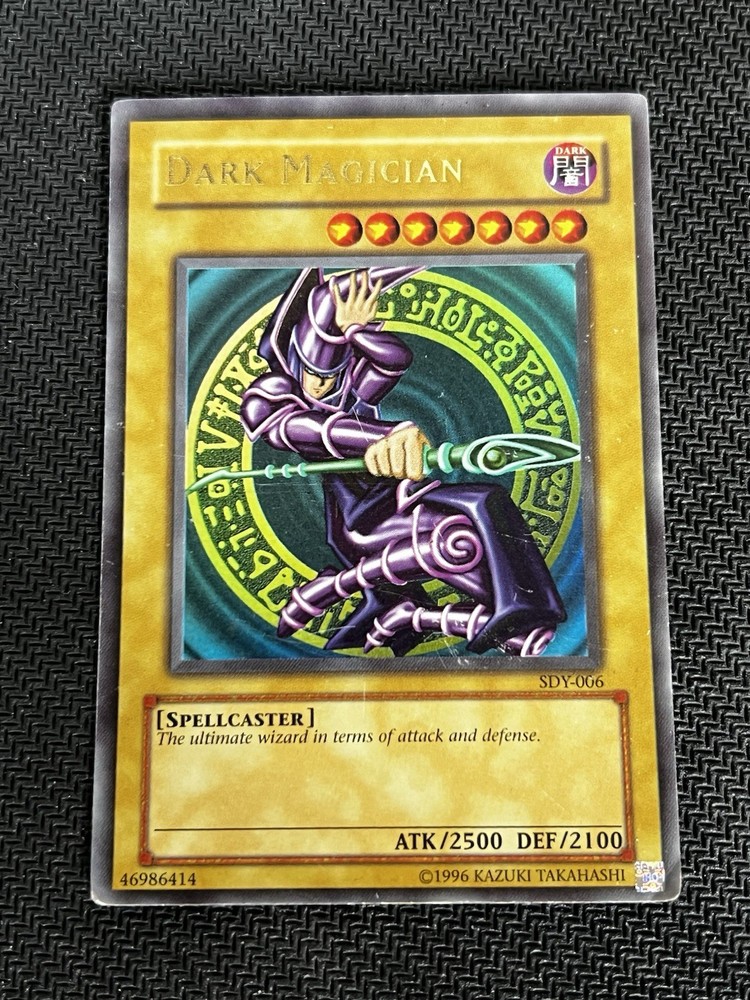 DARK MAGICIAN
DARK
闇
SDY-006
[SPELLCASTER]
The ultimate wizard in terms of attack and defense.
ATK/2500 DEF/2100
46986414
©1996 KAZUKI TAKAHASHI